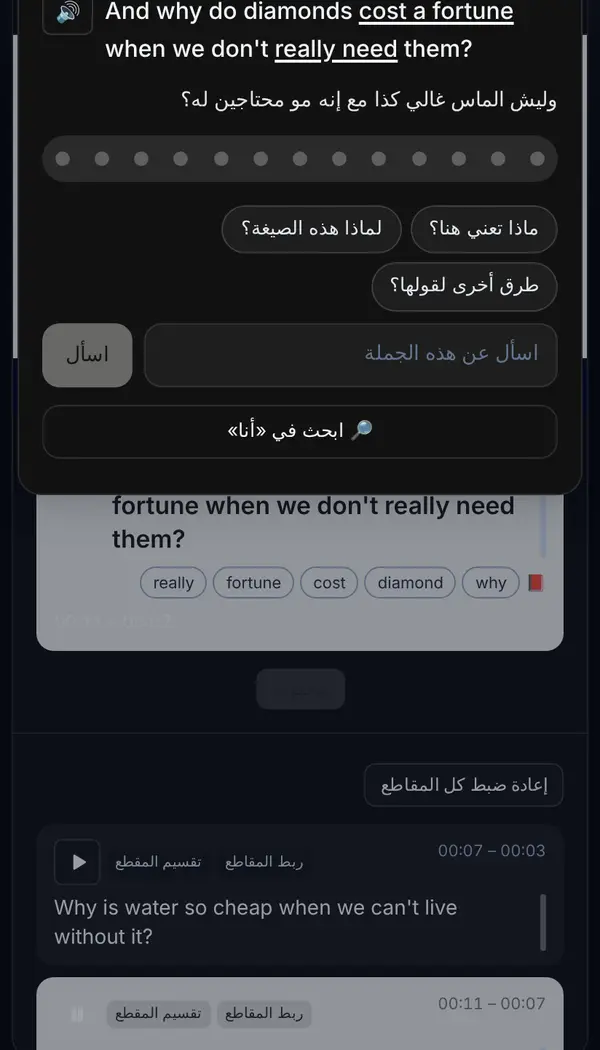 And why do diamonds cost a fortune
when we don't really need them?
وليش الماس غالي كذا مع إنه مو محتاجين له؟
ماذا تعني هنا؟
لماذا هذه الصيغة؟
طرق أخرى لقولها؟
اسأل عن هذه الجملة
اسأل
ابحث في «أنا»
fortune when we don't really need
them?
why
diamond
cost
fortune
really
إعادة ضبط كل المقاطع
00:07 – 00:03
ربط المقاطع
تقسيم المقطع
Why is water so cheap when we can't live
without it?
00:11 – 00:07
ربط المقاطع
تقسيم المقطع